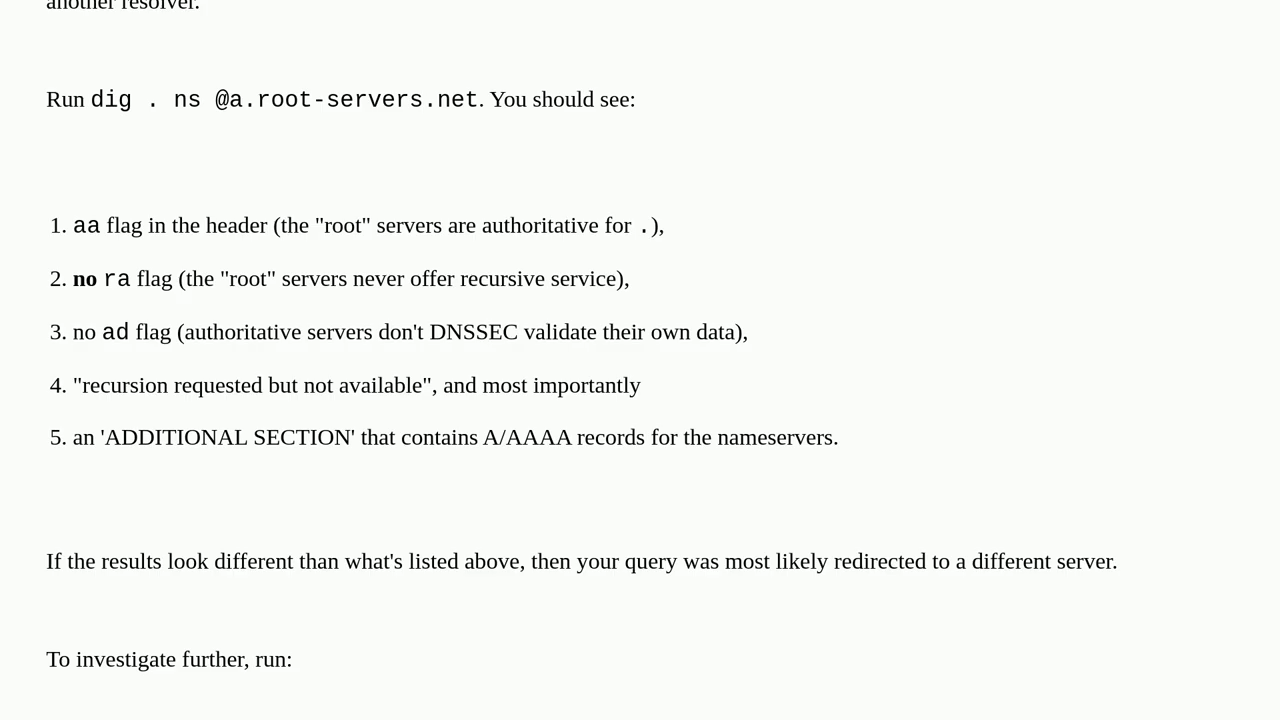 another resolver.
Run dig . ns @a.root-servers.net. You should see:
1. aa flag in the header (the "root" servers are authoritative for .),
2. no ra flag (the "root" servers never offer recursive service),
3. no ad flag (authoritative servers don't DNSSEC validate their own data),
4. "recursion requested but not available", and most importantly
5. an 'ADDITIONAL SECTION' that contains A/AAAA records for the nameservers.
If the results look different than what's listed above, then your query was most likely redirected to a different server.
To investigate further, run: